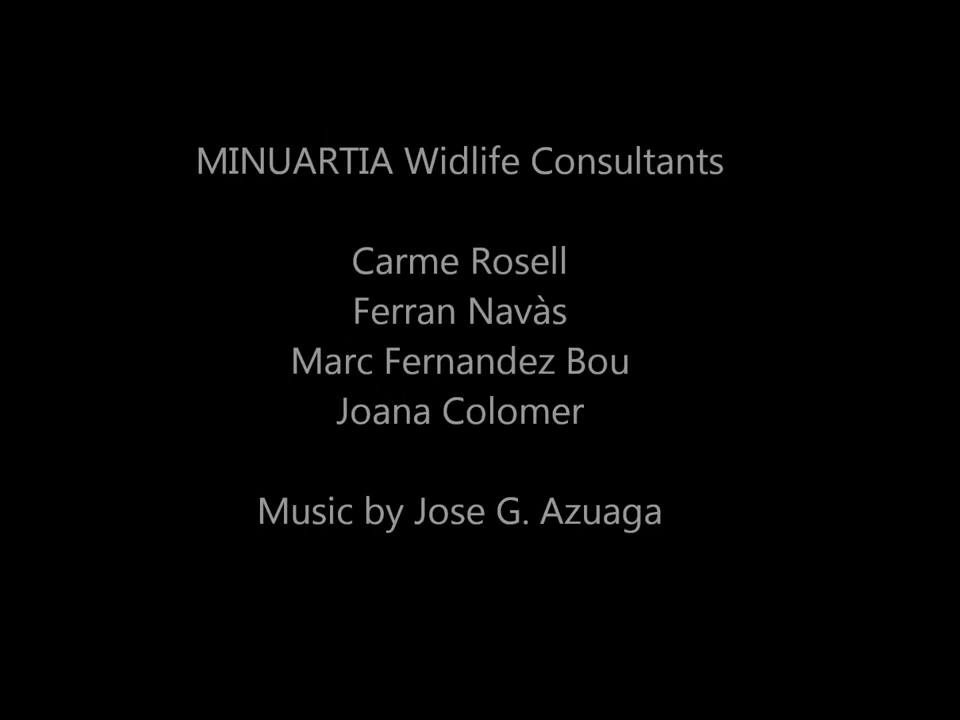 MINUARTIA Widlife Consultants
Carme Rosell
Ferran Navàs
Marc Fernandez Bou
Joana Colomer
Music by Jose G. Azuaga